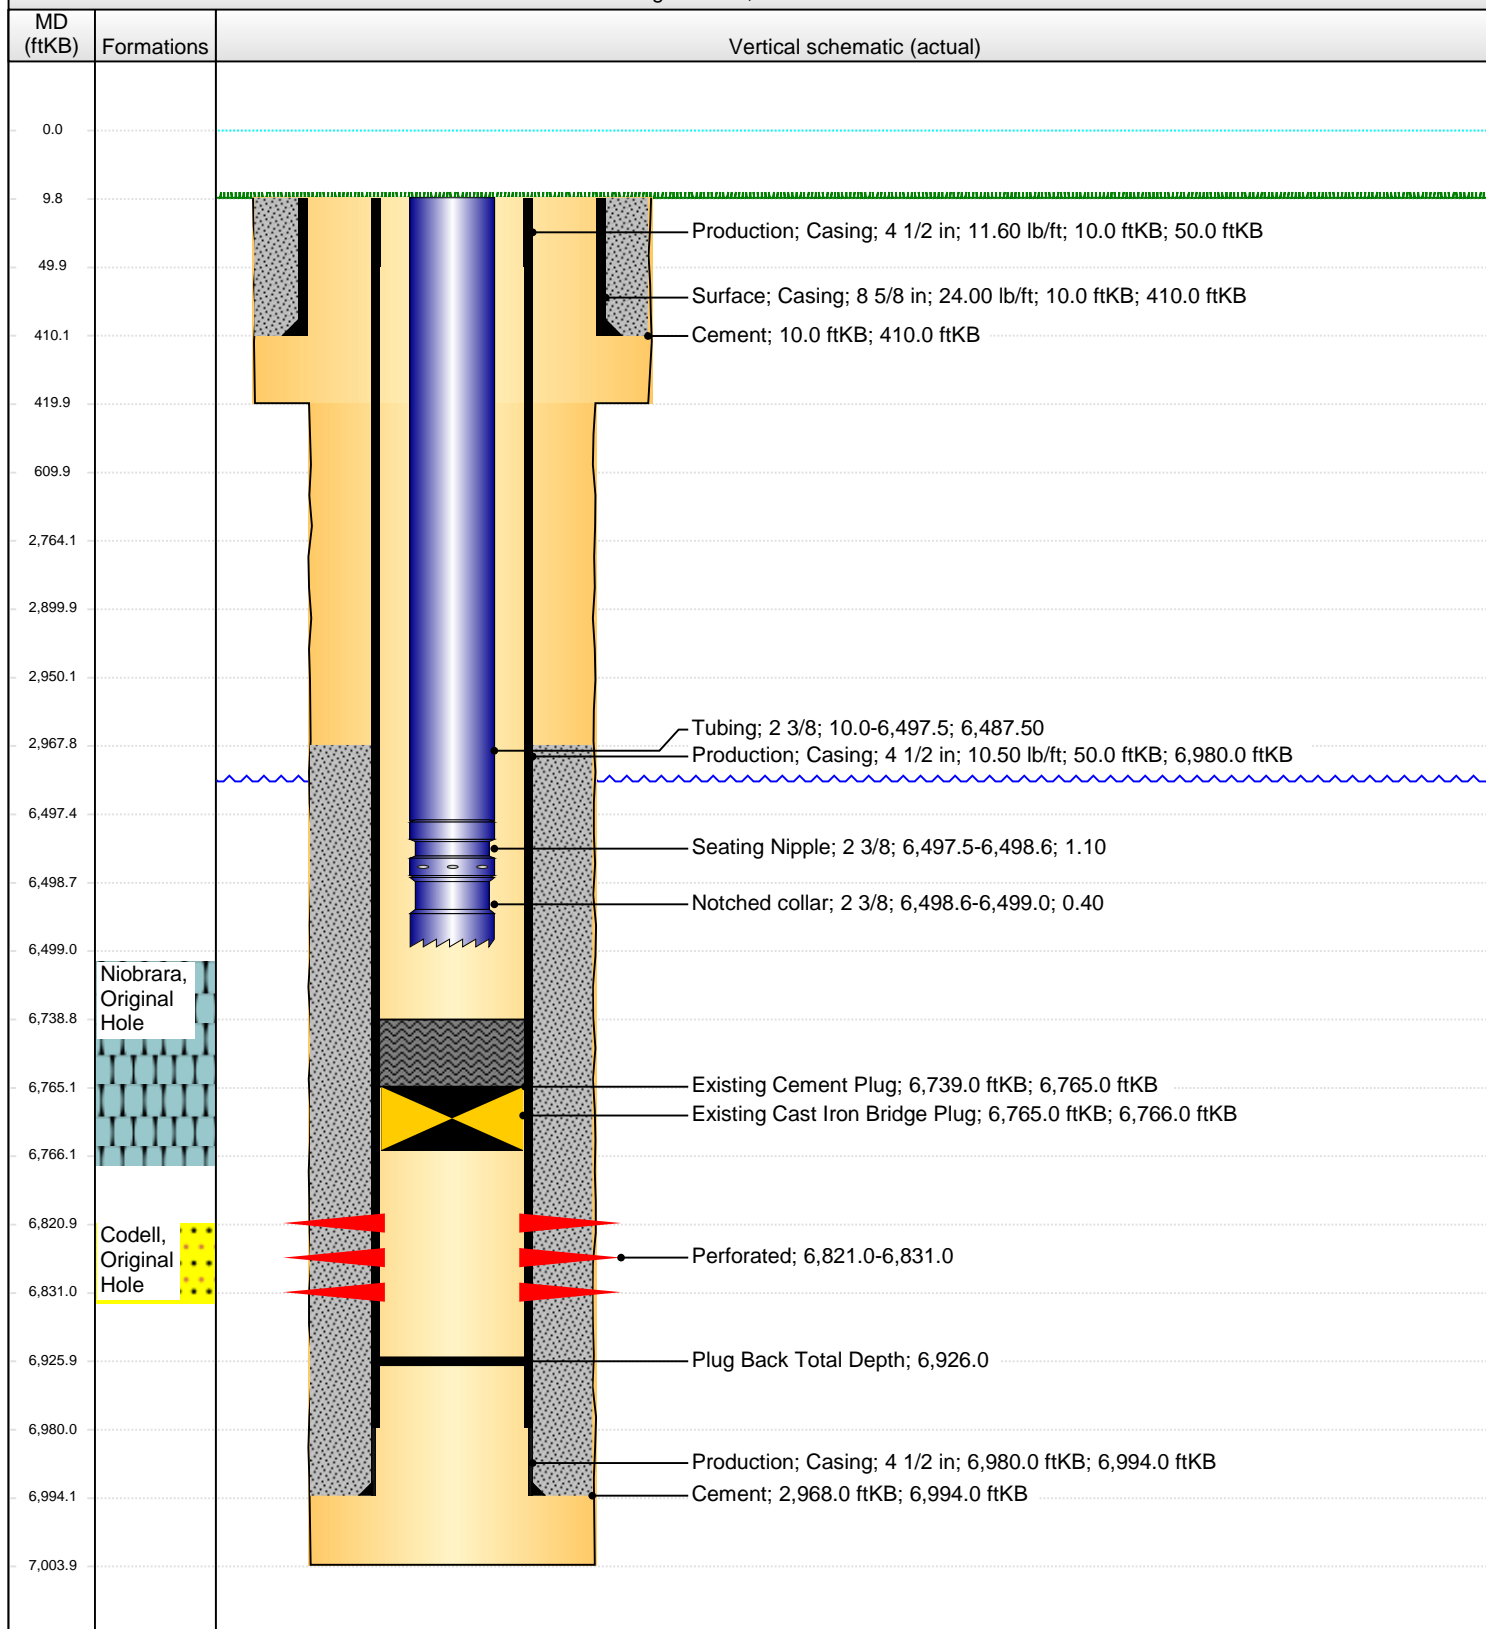 MD
(ftKB)
Formations
Vertical schematic (actual)
0.0
9.8
Production; Casing; 4 1/2 in; 11.60 lb/ft; 10.0 ftKB; 50.0 ftKB
49.9
Surface; Casing; 8 5/8 in; 24.00 lb/ft; 10.0 ftKB; 410.0 ftKB
410.1
Cement; 10.0 ftKB; 410.0 ftKB
419.9
609.9
2,764.1
2,899.9
2,950.1
Tubing; 2 3/8; 10.0-6,497.5; 6,487.50
2,967.8
Production; Casing; 4 1/2 in; 10.50 lb/ft; 50.0 ftKB; 6,980.0 ftKB
6,497.4
Seating Nipple; 2 3/8; 6,497.5-6,498.6; 1.10
6,498.7
Notched collar; 2 3/8; 6,498.6-6,499.0; 0.40
6,499.0
Niobrara,
Original
Hole
6,738.8
6,765.1
Existing Cement Plug; 6,739.0 ftKB; 6,765.0 ftKB
Existing Cast Iron Bridge Plug; 6,765.0 ftKB; 6,766.0 ftKB
6,766.1
6,820.9
Codell,
Original
Hole
Perforated; 6,821.0-6,831.0
6,831.0
6,925.9
Plug Back Total Depth; 6,926.0
6,980.0
Production; Casing; 4 1/2 in; 6,980.0 ftKB; 6,994.0 ftKB
6,994.1
Cement; 2,968.0 ftKB; 6,994.0 ftKB
7,003.9